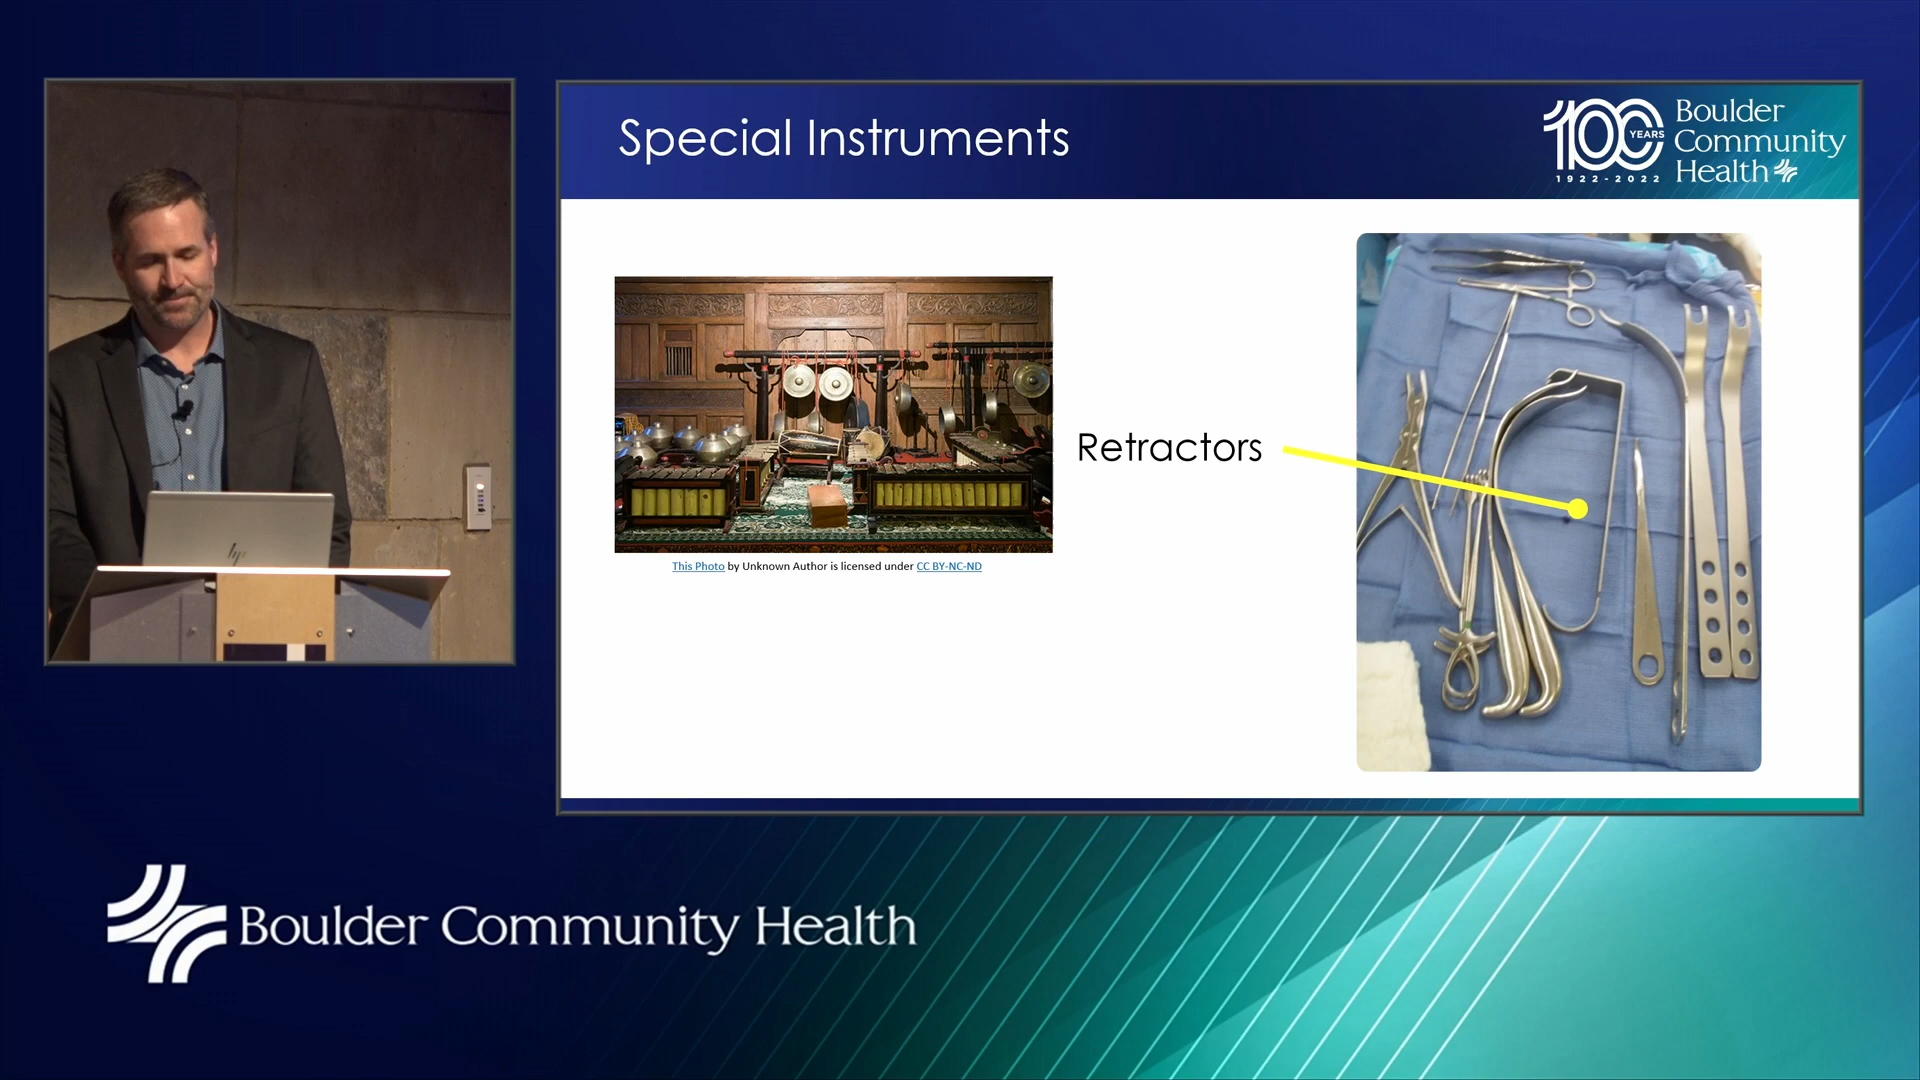 Special Instruments
100 YEARS
1922-2022
Boulder
Community
Health
Retractors
This Photo by Unknown Author is licensed under CC BY-NC-ND
hp
Boulder Community Health